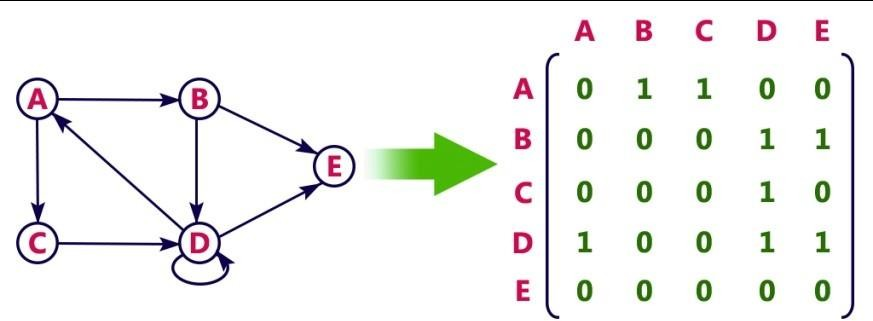 A B E C D
A B C D E
A 0 1 1 0 0
B 0 0 0 1 1
C 0 0 0 1 0
D 1 0 0 1 1
E 0 0 0 0 0